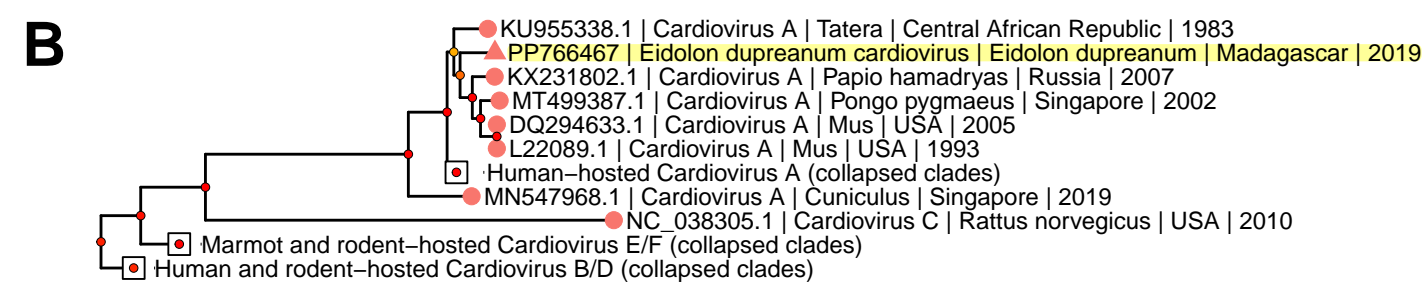 B
KU955338.1 | Cardiovirus A | Tatera | Central African Republic | 1983
PP766467 | Eidolon dupreanum cardiovirus | Eidolon dupreanum | Madagascar | 2019
KX231802.1 | Cardiovirus A | Papio hamadryas | Russia | 2007
MT499387.1 | Cardiovirus A | Pongo pygmaeus | Singapore | 2002
DQ294633.1 | Cardiovirus A | Mus | USA | 2005
L22089.1 | Cardiovirus A | Mus | USA | 1993
Human−hosted Cardiovirus A (collapsed clades)
MN547968.1 | Cardiovirus A | Cuniculus | Singapore | 2019
NC_038305.1 | Cardiovirus C | Rattus norvegicus | USA | 2010
Marmot and rodent−hosted Cardiovirus E/F (collapsed clades)
Human and rodent−hosted Cardiovirus B/D (collapsed clades)